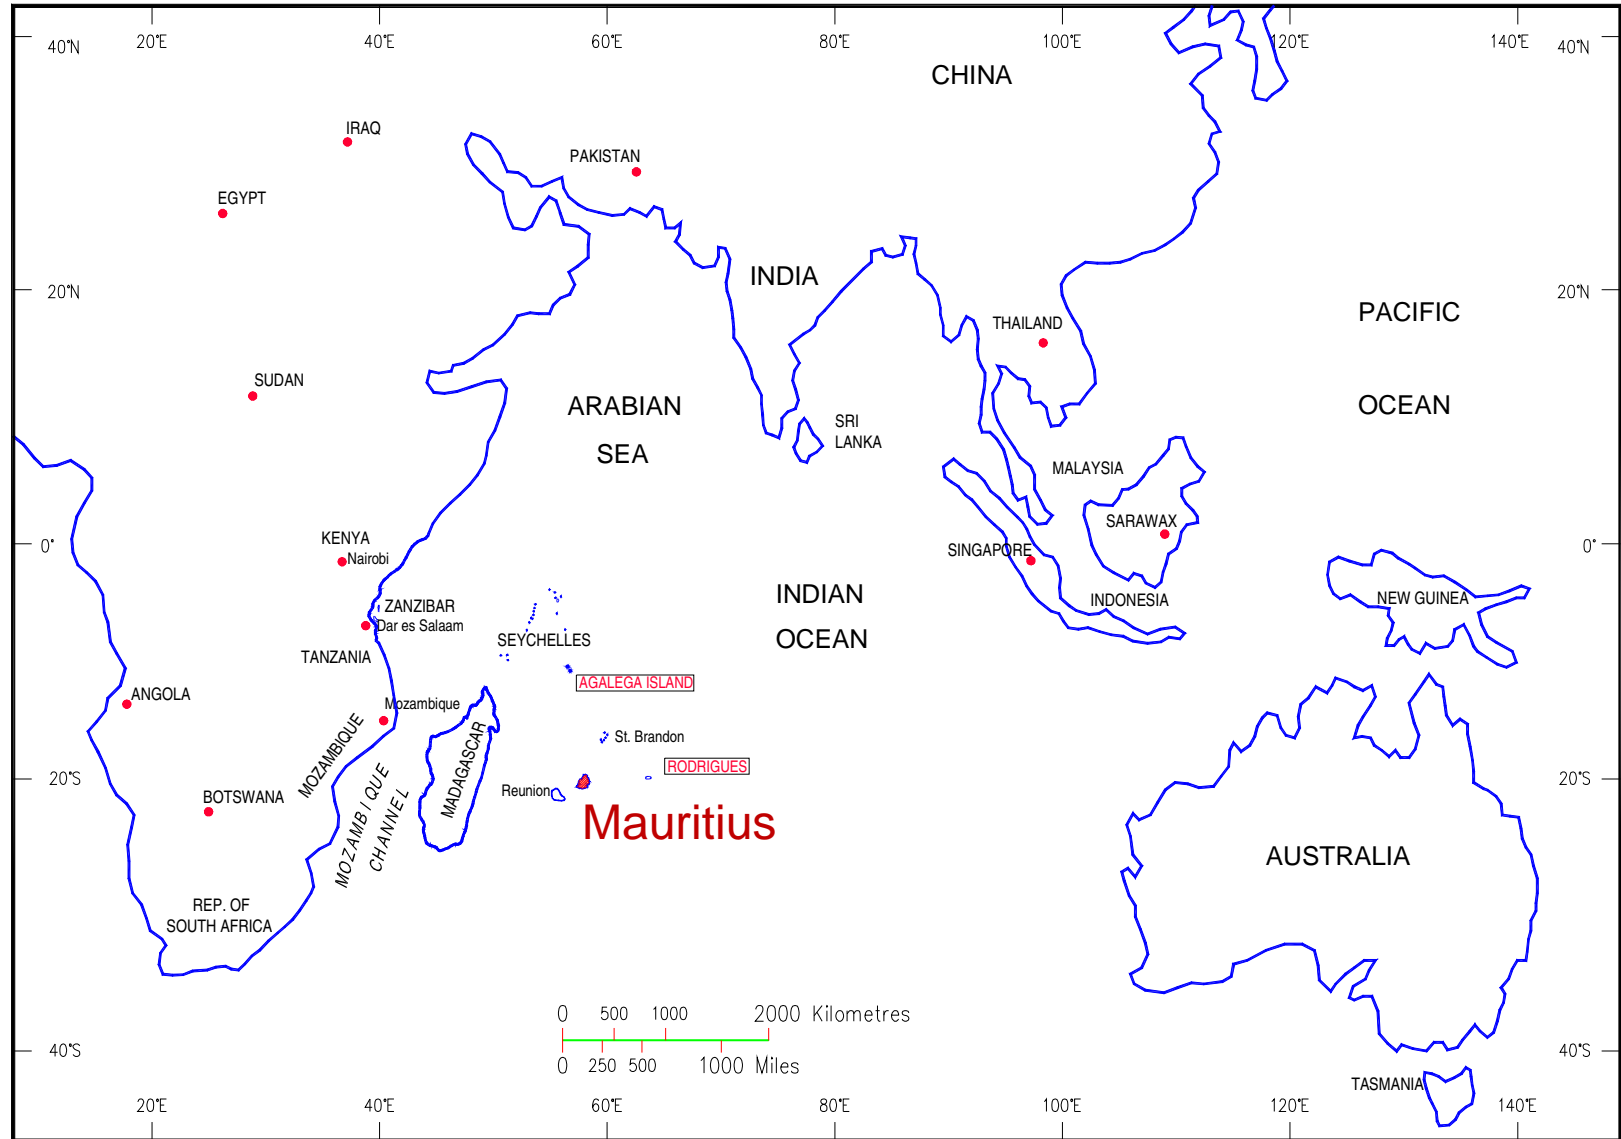 20°E 40°E 60°E 80°E 100°E 120°E 140°E
40°N 40°N
CHINA
IRAQ
PAKISTAN
EGYPT
INDIA
20°N 20°N
PACIFIC
OCEAN
THAILAND
SUDAN
ARABIAN
SEA
SRI
LANKA
MALAYSIA
SARAWAX
KENYA
Nairobi
0° 0°
SINGAPORE
INDIAN
OCEAN
INDONESIA
NEW GUINEA
ZANZIBAR
Dar es Salaam
SEYCHELLES
TANZANIA
AGALEGA ISLAND
ANGOLA
Mozambique
MOZAMBIQUE
MADAGASCAR
St. Brandon
RODRIGUES
20°S 20°S
Reunion
BOTSWANA
MOZAMBIQUE
CHANNEL
Mauritius
AUSTRALIA
REP. OF
SOUTH AFRICA
0 500 1000 2000 Kilometres
0 250 500 1000 Miles
40°S 40°S
TASMANIA
20°E 40°E 60°E 80°E 100°E 120°E 140°E